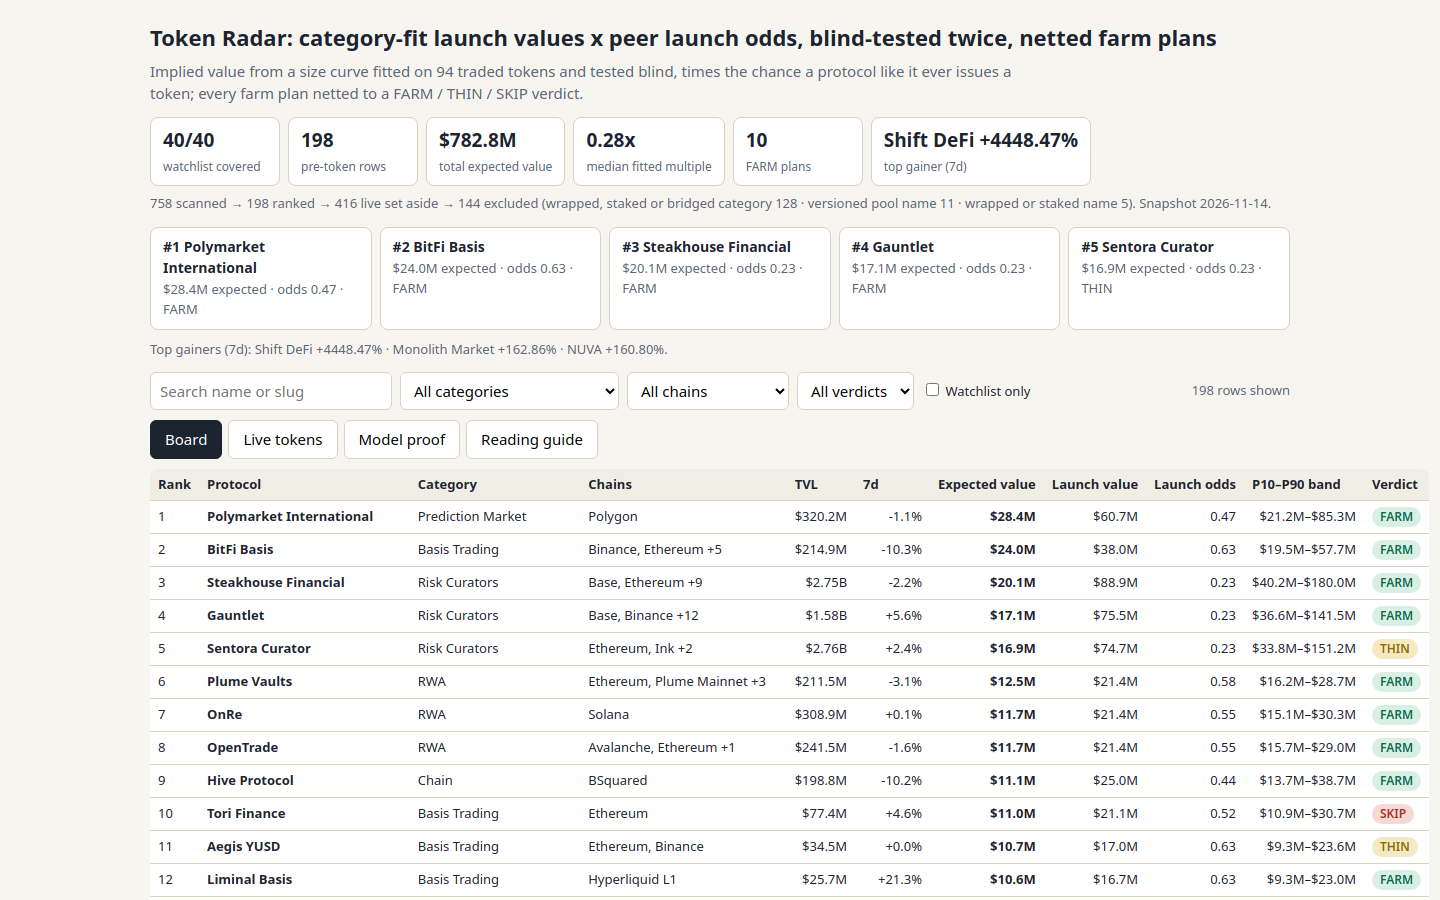 Token Radar: category-fit launch values x peer launch odds, blind-tested twice, netted farm plans
Implied value from a size curve fitted on 94 traded tokens and tested blind, times the chance a protocol like it ever issues a
token; every farm plan netted to a FARM / THIN / SKIP verdict.
40/40
watchlist covered
198
pre-token rows
$782.8M
total expected value
0.28x
median fitted multiple
10
FARM plans
Shift DeFi +4448.47%
top gainer (7d)
758 scanned → 198 ranked → 416 live set aside → 144 excluded (wrapped, staked or bridged category 128 · versioned pool name 11 · wrapped or staked name 5). Snapshot 2026-11-14.
#1 Polymarket
International
$28.4M expected · odds 0.47 ·
FARM
#2 BitFi Basis
$24.0M expected · odds 0.63 ·
FARM
#3 Steakhouse Financial
$20.1M expected · odds 0.23 ·
FARM
#4 Gauntlet
$17.1M expected · odds 0.23 ·
FARM
#5 Sentora Curator
$16.9M expected · odds 0.23 ·
THIN
Top gainers (7d): Shift DeFi +4448.47% · Monolith Market +162.86% · NUVA +160.80%.
Search name or slug All categories All chains All verdicts Watchlist only 198 rows shown
Board Live tokens Model proof Reading guide
Rank Protocol Category Chains TVL 7d Expected value Launch value Launch odds P10–P90 band Verdict
1 Polymarket International Prediction Market Polygon $320.2M -1.1% $28.4M $60.7M 0.47 $21.2M–$85.3M FARM
2 BitFi Basis Basis Trading Binance, Ethereum +5 $214.9M -10.3% $24.0M $38.0M 0.63 $19.5M–$57.7M FARM
3 Steakhouse Financial Risk Curators Base, Ethereum +9 $2.75B -2.2% $20.1M $88.9M 0.23 $40.2M–$180.0M FARM
4 Gauntlet Risk Curators Base, Binance +12 $1.58B +5.6% $17.1M $75.5M 0.23 $36.6M–$141.5M FARM
5 Sentora Curator Risk Curators Ethereum, Ink +2 $2.76B +2.4% $16.9M $74.7M 0.23 $33.8M–$151.2M THIN
6 Plume Vaults RWA Ethereum, Plume Mainnet +3 $211.5M -3.1% $12.5M $21.4M 0.58 $16.2M–$28.7M FARM
7 OnRe RWA Solana $308.9M +0.1% $11.7M $21.4M 0.55 $15.1M–$30.3M FARM
8 OpenTrade RWA Avalanche, Ethereum +1 $241.5M -1.6% $11.7M $21.4M 0.55 $15.7M–$29.0M FARM
9 Hive Protocol Chain BSquared $198.8M -10.2% $11.1M $25.0M 0.44 $13.7M–$38.7M FARM
10 Tori Finance Basis Trading Ethereum $77.4M +4.6% $11.0M $21.1M 0.52 $10.9M–$30.7M SKIP
11 Aegis YUSD Basis Trading Ethereum, Binance $34.5M +0.0% $10.7M $17.0M 0.63 $9.3M–$23.6M THIN
12 Liminal Basis Basis Trading Hyperliquid L1 $25.7M +21.3% $10.6M $16.7M 0.63 $9.3M–$23.0M FARM